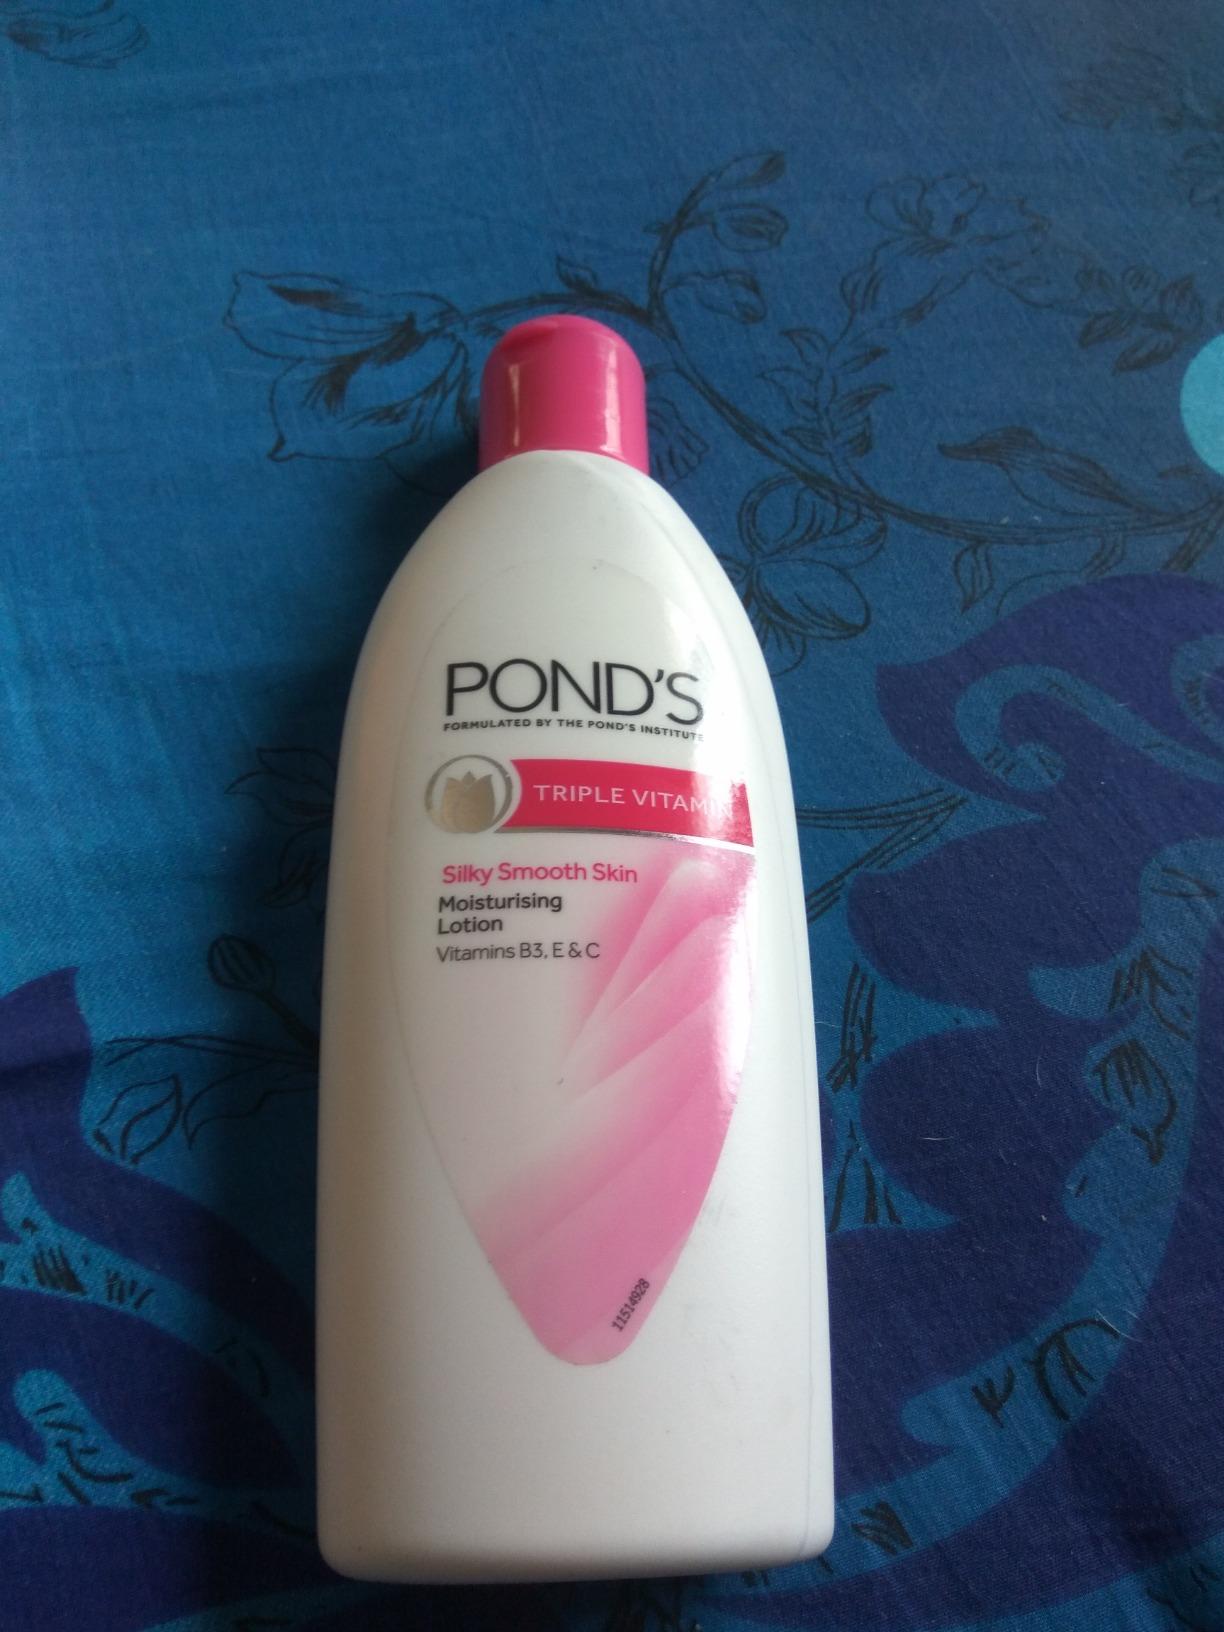 POND'S
FORMULATED BY THE POND'S INSTITUTE
TRIPLE VITAMIN
Silky Smooth Skin
Moisturising
Lotion
Vitamins B3, E & C
11514928